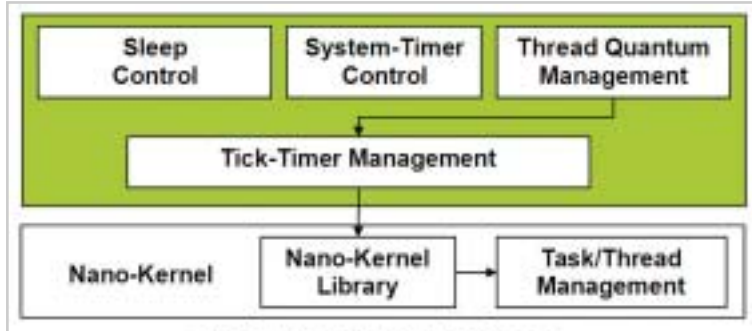 Sleep
Control
System-Timer
Control
Thread Quantum
Management
Tick-Timer Management
Nano-Kernel
Nano-Kernel
Library
Task/Thread
Management